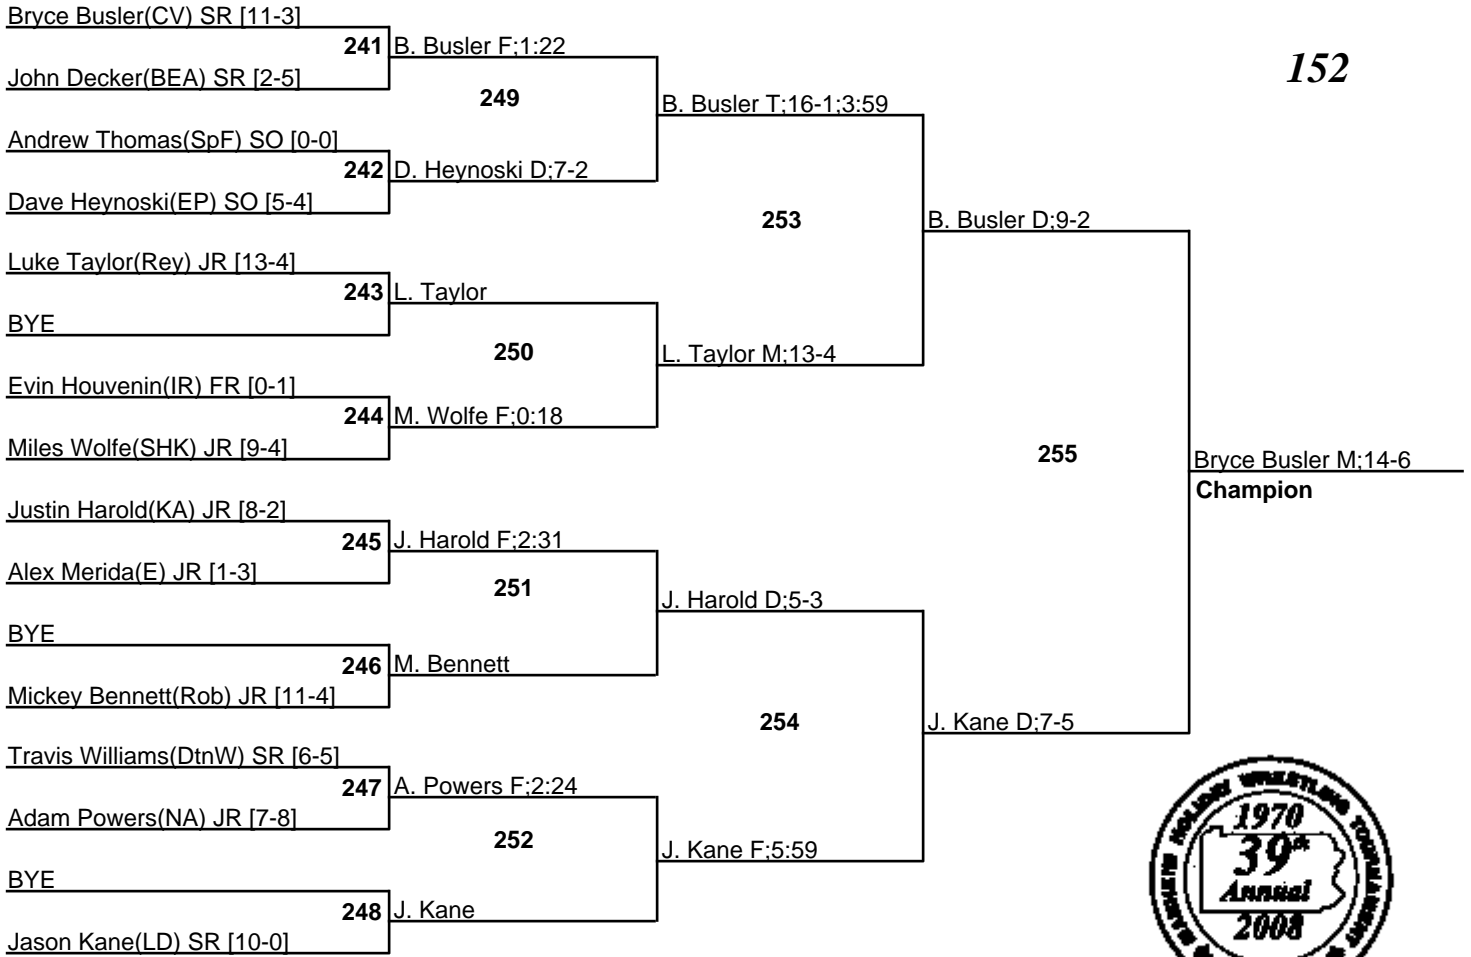 Bryce Busler(CV) SR [11-3]
241 B. Busler F;1:22
John Decker(BEA) SR [2-5]
152
249
B. Busler T;16-1;3:59
Andrew Thomas(SpF) SO [0-0]
242 D. Heynoski D;7-2
Dave Heynoski(EP) SO [5-4]
253
B. Busler D;9-2
Luke Taylor(Rey) JR [13-4]
243 L. Taylor
BYE
250
L. Taylor M;13-4
Evin Houvenin(IR) FR [0-1]
244 M. Wolfe F;0:18
Miles Wolfe(SHK) JR [9-4]
255
Bryce Busler M;14-6
Champion
Justin Harold(KA) JR [8-2]
245 J. Harold F;2:31
Alex Merida(E) JR [1-3]
251
J. Harold D;5-3
BYE
246 M. Bennett
Mickey Bennett(Rob) JR [11-4]
254
J. Kane D;7-5
Travis Williams(DtnW) SR [6-5]
247 A. Powers F;2:24
Adam Powers(NA) JR [7-8]
252
J. Kane F;5:59
BYE
248 J. Kane
Jason Kane(LD) SR [10-0]
HOLIDAY WRESTLING TOURNAMENT
1970
39th
Annual
2008